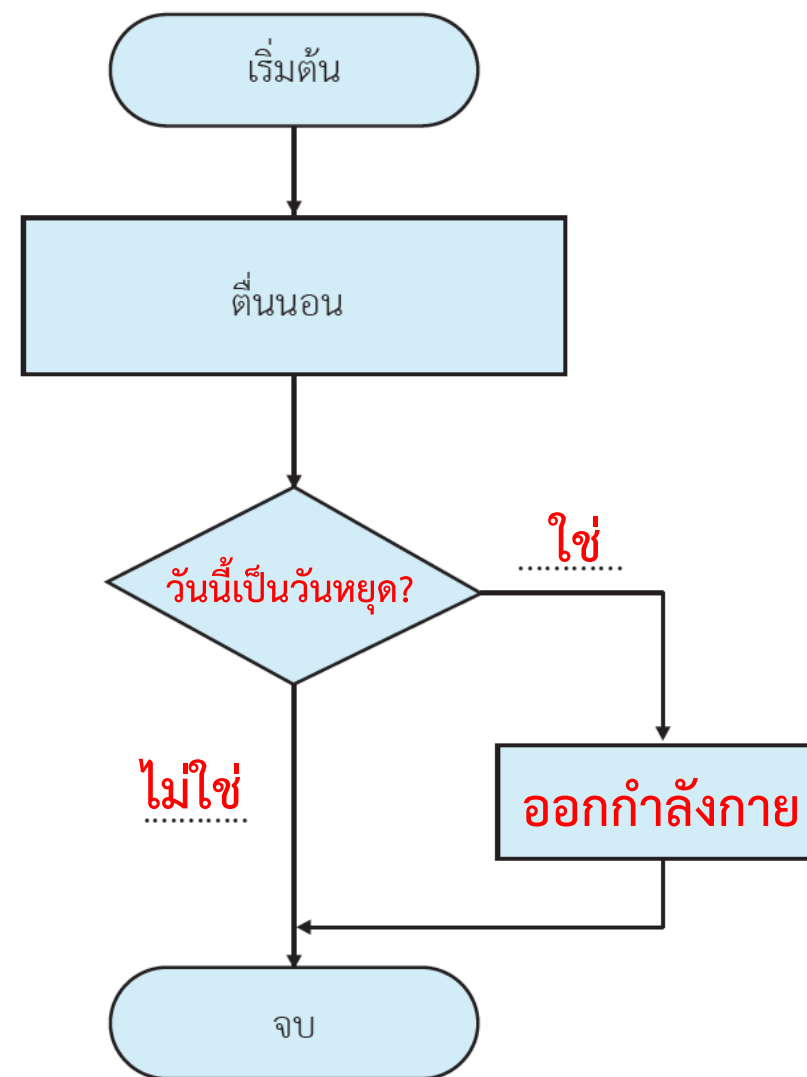 เริ่มต้น
ตื่นนอน
วันนี้เป็นวันหยุด?
ใช่
ไม่ใช่
ออกกำลังกาย
จบ